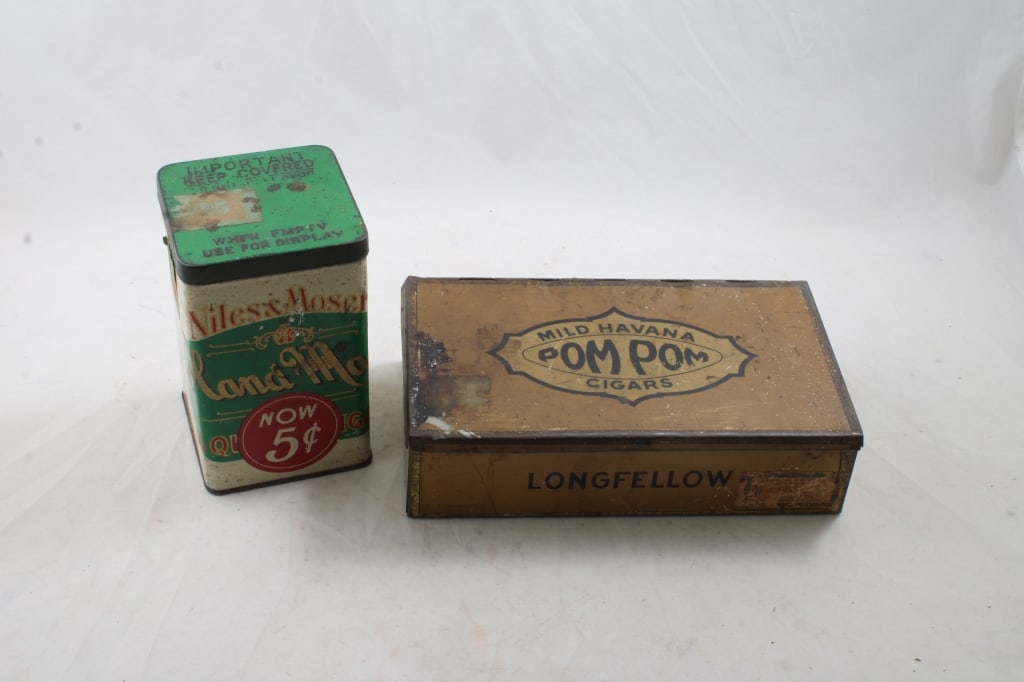 IMPORTANT
KEEP COVERED
WHEN EMPTY
USE FOR DISPLAY
Niles & Moser
NOW
5¢
MILD HAVANA
POM POM
CIGARS
LONGFELLOW